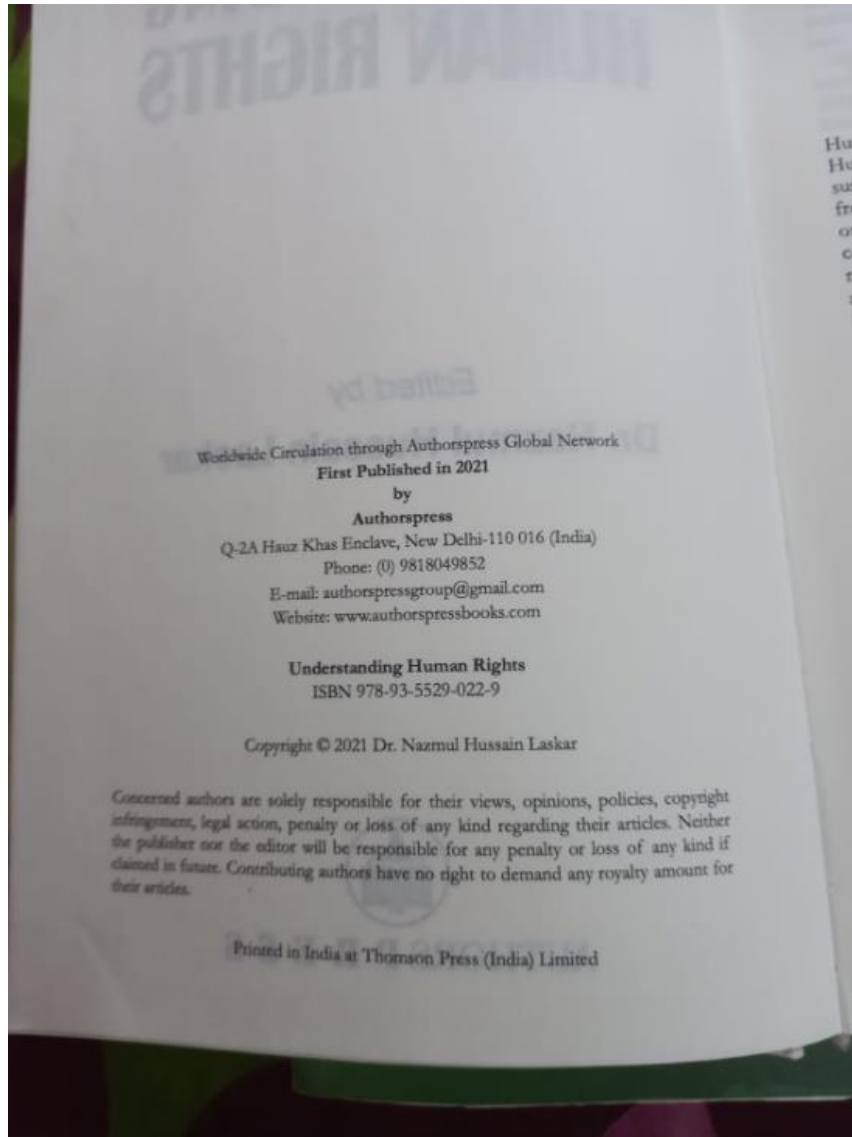 HUMAN RIGHTS
Edited by
Worldwide Circulation through Authorspress Global Network
First Published in 2021
by
Authorspress
Q-2A Hauz Khas Enclave, New Delhi-110 016 (India)
Phone: (0) 9818049852
E-mail: authorspressgroup@gmail.com
Website: www.authorspressbooks.com
Understanding Human Rights
ISBN 978-93-5529-022-9
Copyright © 2021 Dr. Nazmul Hussain Laskar
Concerned authors are solely responsible for their views, opinions, policies, copyright
infringement, legal action, penalty or loss of any kind regarding their articles. Neither
the publisher nor the editor will be responsible for any penalty or loss of any kind if
claimed in future. Contributing authors have no right to demand any royalty amount for
their articles.
Printed in India at Thomson Press (India) Limited